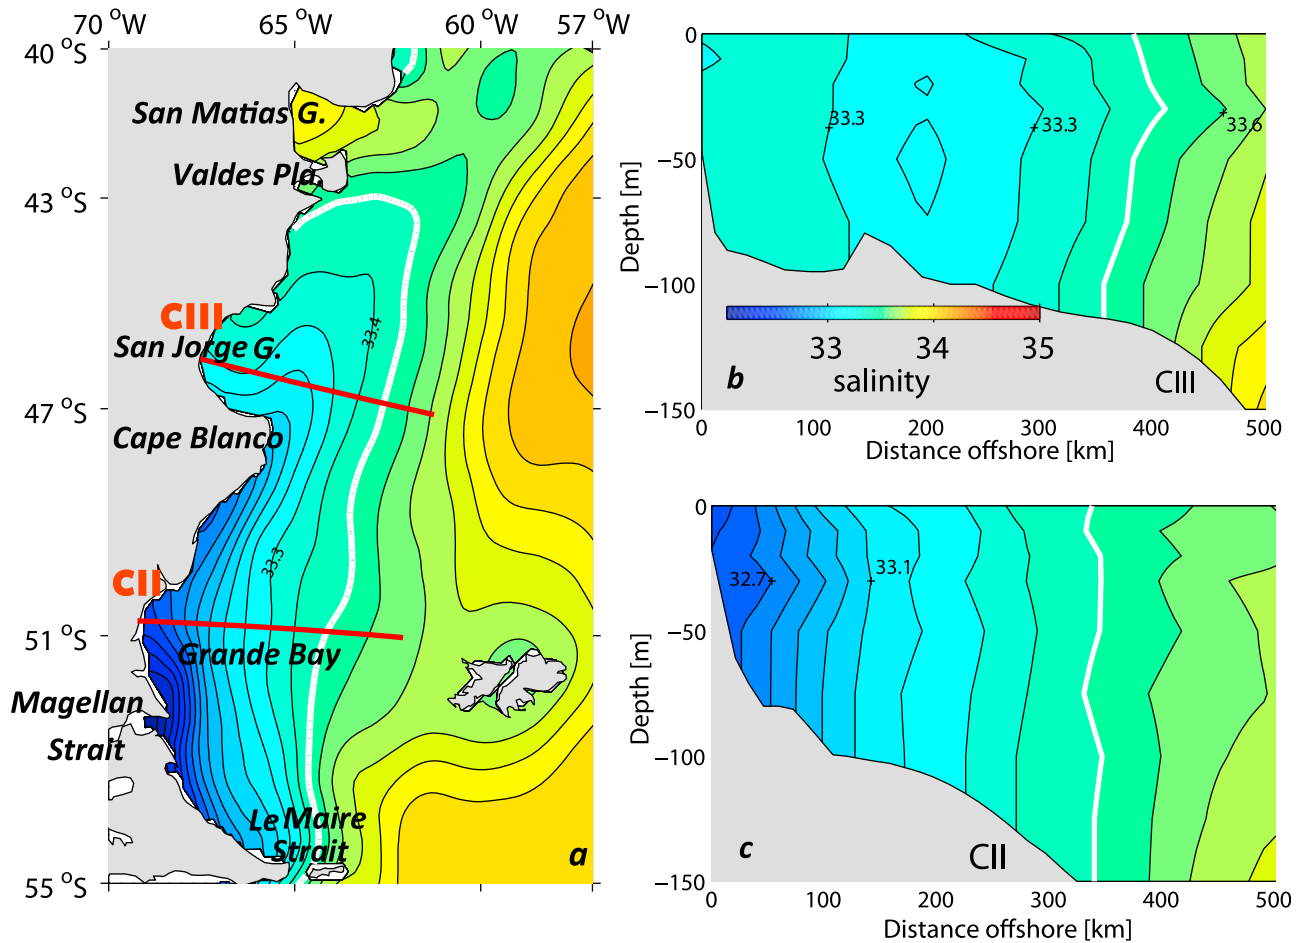 70 °W 65 °W 60 °W 57 °W
40 °S
San Matias G.
Valdes Pla.
43 °S
CIII
San Jorge G.
33.4
47 °S
Cape Blanco
33.3
CII
51 °S
Grande Bay
Magellan
Strait
Le Maire
Strait
a
55 °S
0
33.3
33.3
33.6
−50
Depth [m]
−100
33 34 35
b
salinity
CIII
−150
0 100 200 300 400 500
Distance offshore [km]
0
32.7
33.1
−50
Depth [m]
−100
c
CII
−150
0 100 200 300 400 500
Distance offshore [km]